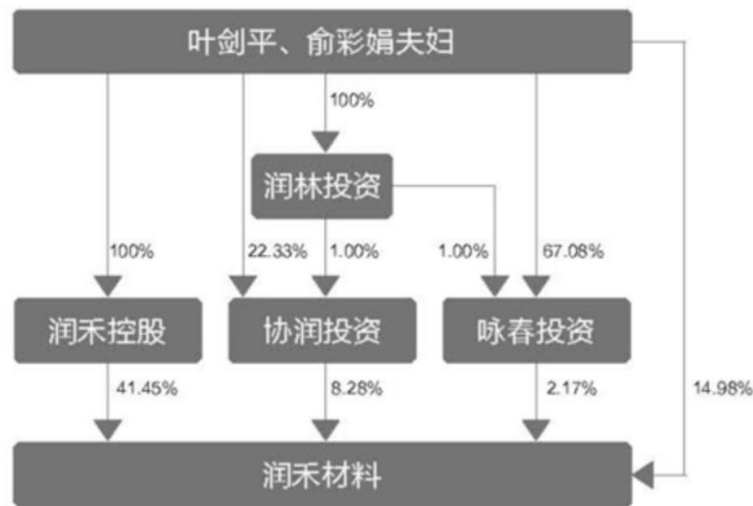 叶剑平、俞彩娟夫妇
100%
润林投资
100%
22.33%
1.00%
1.00%
67.08%
润禾控股
协润投资
咏春投资
41.45%
8.28%
2.17%
14.98%
润禾材料